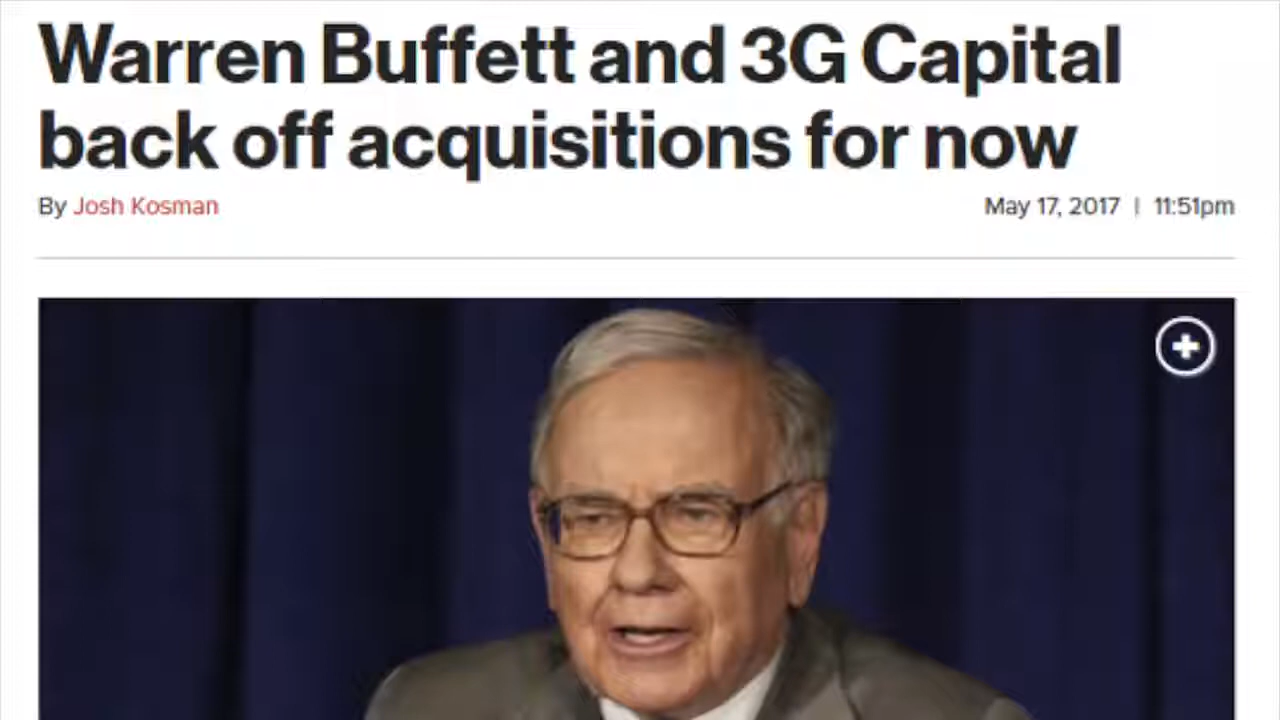 Warren Buffett and 3G Capital
back off acquisitions for now
By Josh Kosman
May 17, 2017 | 11:51pm